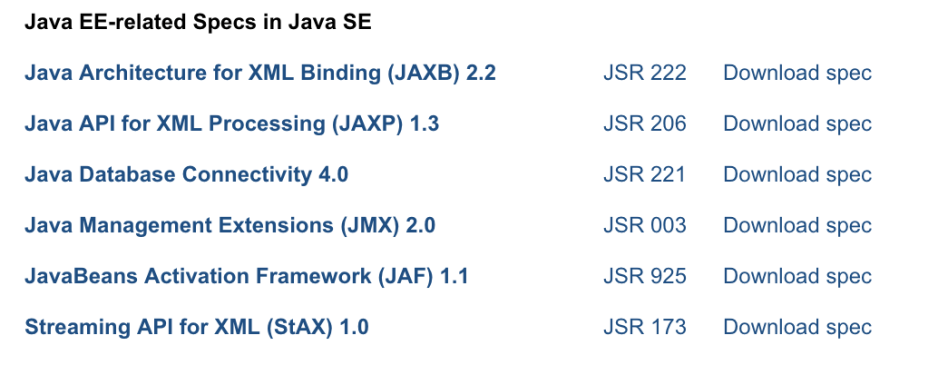 Java EE-related Specs in Java SE
Java Architecture for XML Binding (JAXB) 2.2 JSR 222 Download spec
Java API for XML Processing (JAXP) 1.3 JSR 206 Download spec
Java Database Connectivity 4.0 JSR 221 Download spec
Java Management Extensions (JMX) 2.0 JSR 003 Download spec
JavaBeans Activation Framework (JAF) 1.1 JSR 925 Download spec
Streaming API for XML (StAX) 1.0 JSR 173 Download spec